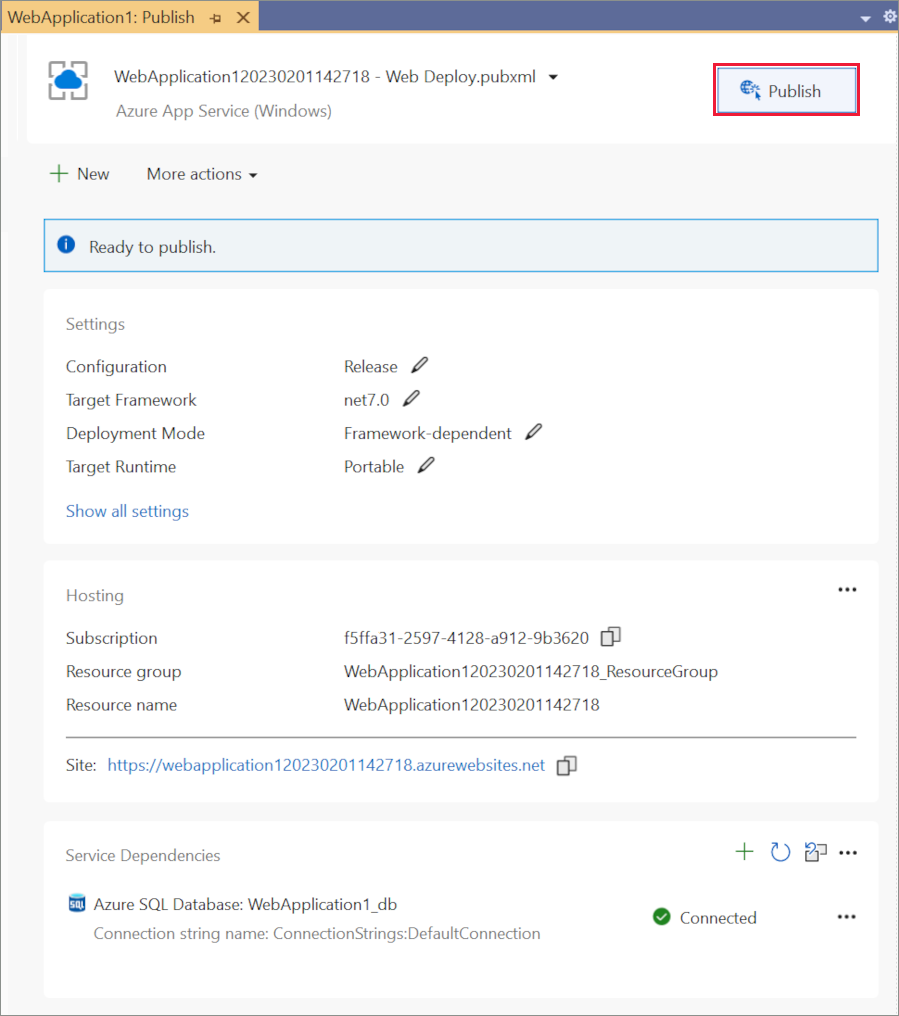 WebApplication1: Publish
WebApplication120230201142718 - Web Deploy.pubxml
Azure App Service (Windows)
Publish
New
More actions
Ready to publish.
Settings
Configuration Release
Target Framework net7.0
Deployment Mode Framework-dependent
Target Runtime Portable
Show all settings
Hosting
Subscription f5ffa31-2597-4128-a912-9b3620
Resource group WebApplication120230201142718_ResourceGroup
Resource name WebApplication120230201142718
Site: https://webapplication120230201142718.azurewebsites.net
Service Dependencies
SQL Azure SQL Database: WebApplication1_db
Connection string name: ConnectionStrings:DefaultConnection
Connected